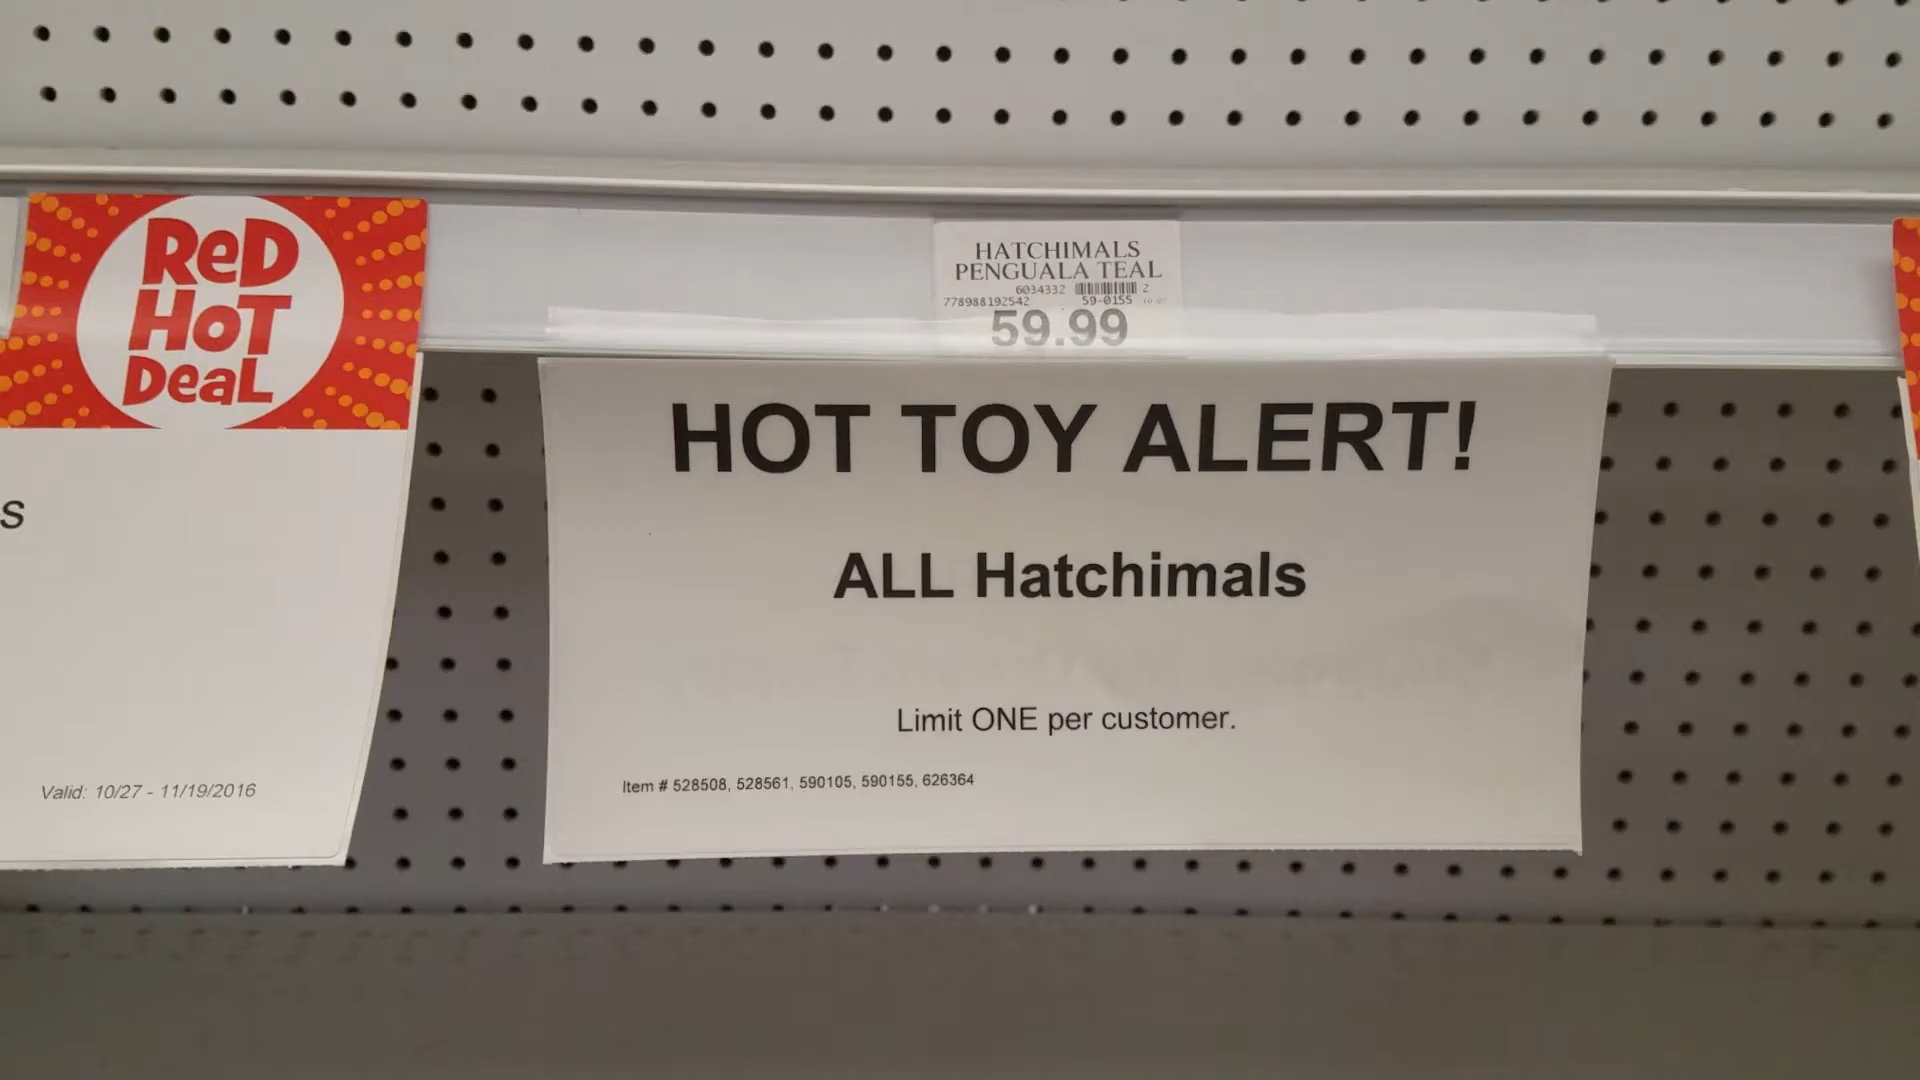 ReD
HoT
DeaL
s
Valid: 10/27 - 11/19/2016
HATCHIMALS
PENGUALA TEAL
6034332 2
778988192542 59-0155
59.99
HOT TOY ALERT!
ALL Hatchimals
Limit ONE per customer.
Item # 528508, 528561, 590105, 590155, 626364